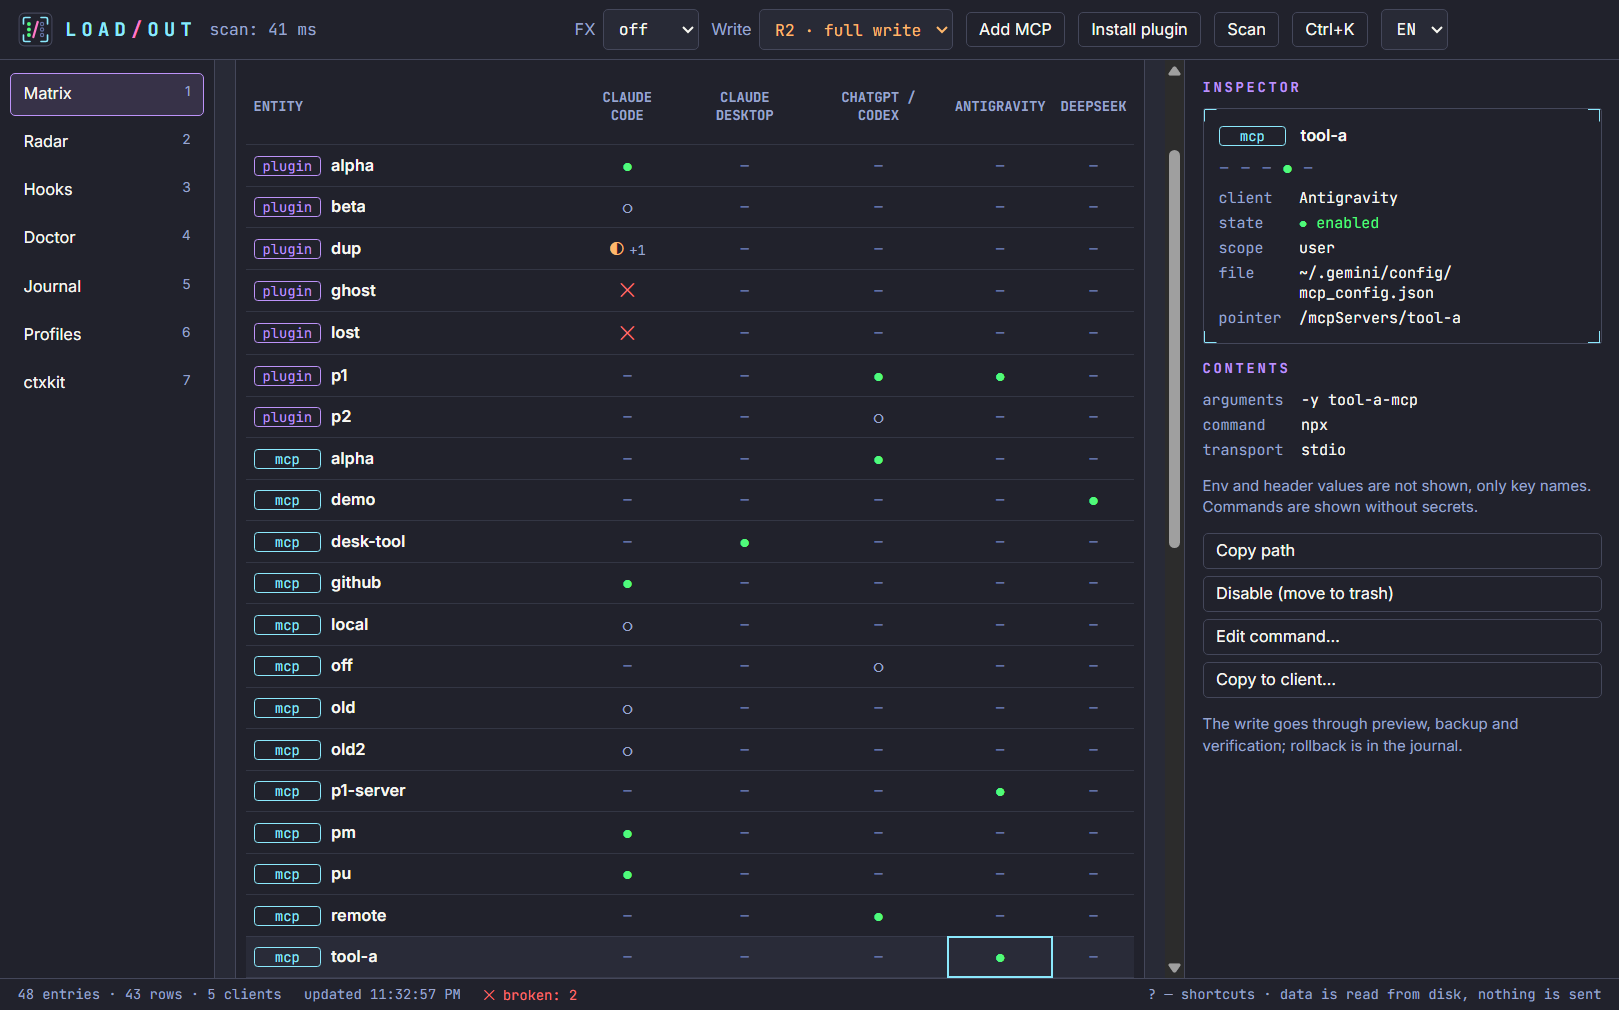 LOAD/OUT scan: 41 ms FX off Write R2 · full write Add MCP Install plugin Scan Ctrl+K EN
Matrix 1
Radar 2
Hooks 3
Doctor 4
Journal 5
Profiles 6
ctxkit 7
ENTITY CLAUDE CODE CLAUDE DESKTOP CHATGPT / CODEX ANTIGRAVITY DEEPSEEK
plugin alpha ● – – – –
plugin beta ○ – – – –
plugin dup ◐ +1 – – – –
plugin ghost ✕ – – – –
plugin lost ✕ – – – –
plugin p1 – – ● ● –
plugin p2 – – ○ – –
mcp alpha – – ● – –
mcp demo – – – – ●
mcp desk-tool – ● – – –
mcp github ● – – – –
mcp local ○ – – – –
mcp off – – ○ – –
mcp old ○ – – – –
mcp old2 ○ – – – –
mcp p1-server – – – ● –
mcp pm ● – – – –
mcp pu ● – – – –
mcp remote – – ● – –
mcp tool-a – – – ● –
INSPECTOR
mcp tool-a
– – – ● –
client Antigravity
state ● enabled
scope user
file ~/.gemini/config/
mcp_config.json
pointer /mcpServers/tool-a
CONTENTS
arguments -y tool-a-mcp
command npx
transport stdio
Env and header values are not shown, only key names.
Commands are shown without secrets.
Copy path
Disable (move to trash)
Edit command...
Copy to client...
The write goes through preview, backup and
verification; rollback is in the journal.
48 entries · 43 rows · 5 clients updated 11:32:57 PM ✕ broken: 2
? — shortcuts · data is read from disk, nothing is sent